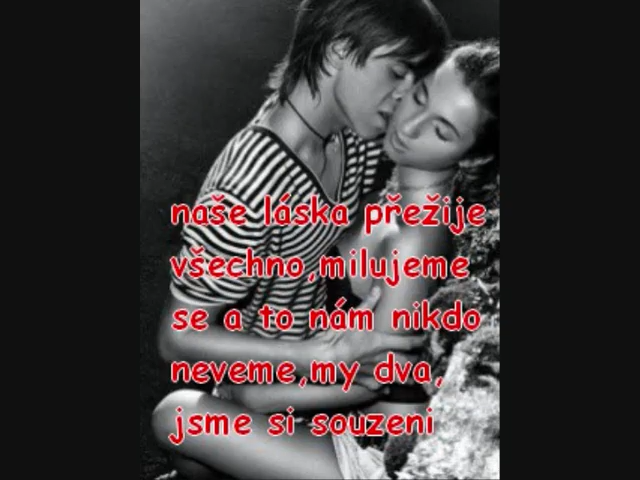 naše láska přežije
všechno,milujeme
se a to nám nikdo
neveme,my dva,
jsme si souzeni